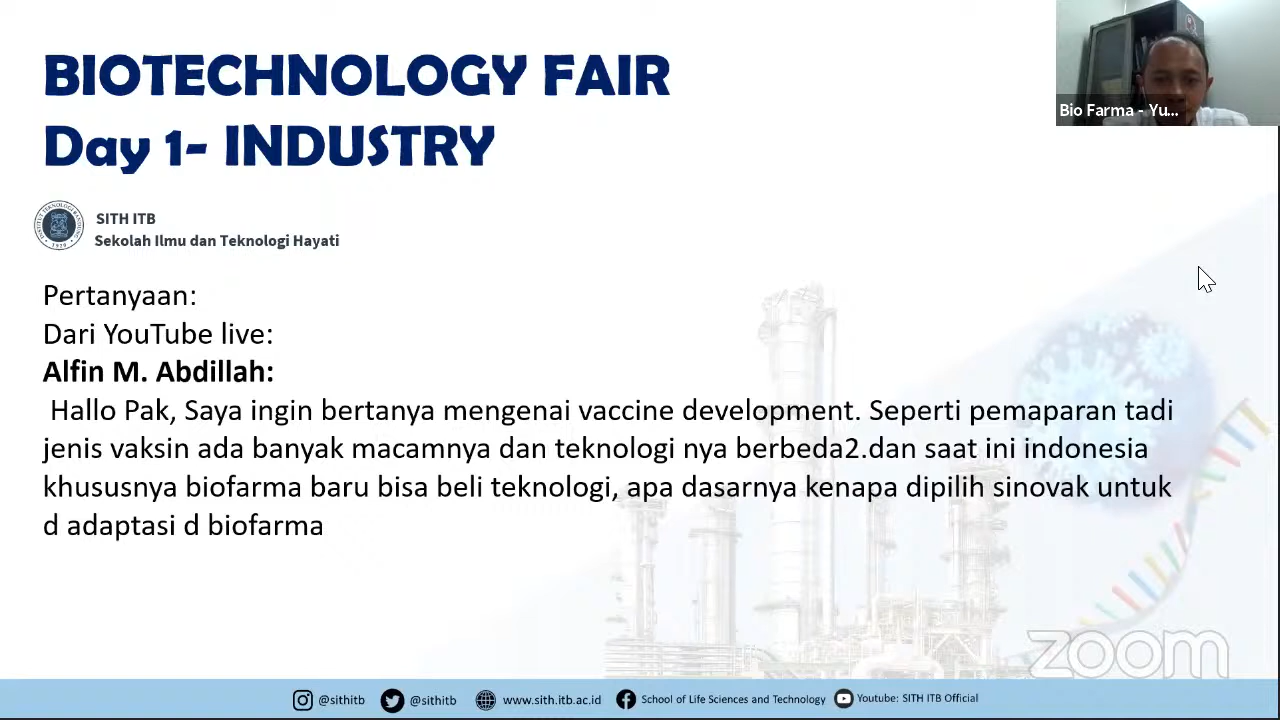 BIOTECHNOLOGY FAIR
Day 1- INDUSTRY
Bio Farma - Yu...
SITH ITB
Sekolah Ilmu dan Teknologi Hayati
Pertanyaan:
Dari YouTube live:
Alfin M. Abdillah:
Hallo Pak, Saya ingin bertanya mengenai vaccine development. Seperti pemaparan tadi
jenis vaksin ada banyak macamnya dan teknologi nya berbeda2.dan saat ini indonesia
khususnya biofarma baru bisa beli teknologi, apa dasarnya kenapa dipilih sinovak untuk
d adaptasi d biofarma
zoom
@sithitb @sithitb www.sith.itb.ac.id School of Life Sciences and Technology Youtube: SITH ITB Official